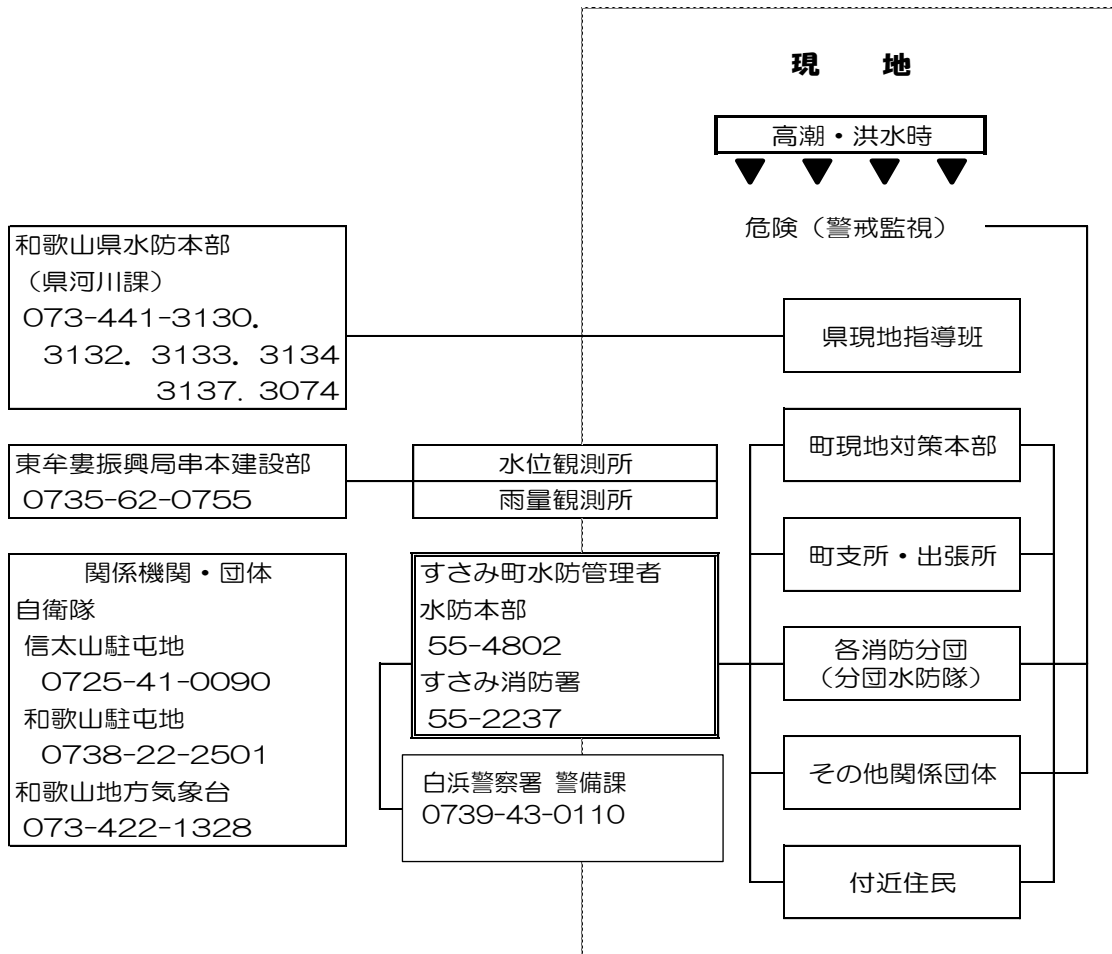 現 地
高潮・洪水時
危険（警戒監視）
和歌山県水防本部
（県河川課）
073-441-3130．
3132．3133．3134
3137．3074
県現地指導班
東牟婁振興局串本建設部
0735-62-0755
水位観測所
雨量観測所
関係機関・団体
自衛隊
信太山駐屯地
0725-41-0090
和歌山駐屯地
0738-22-2501
和歌山地方気象台
073-422-1328
すさみ町水防管理者
水防本部
55-4802
すさみ消防署
55-2237
白浜警察署 警備課
0739-43-0110
町現地対策本部
町支所・出張所
各消防分団
（分団水防隊）
その他関係団体
付近住民